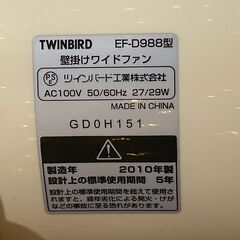 TWINBIRD EF-D988型
壁掛けワイドファン
PSE ツインバード工業株式会社
AC100V 50/60Hz 27/29W
MADE IN CHINA
GD0H151
製造年 2010年製
設計上の標準使用期間 5年
設計上の標準使用期間を超えて使用されますと、経年劣化による発火・けがなどの事故に至る恐れがあります。